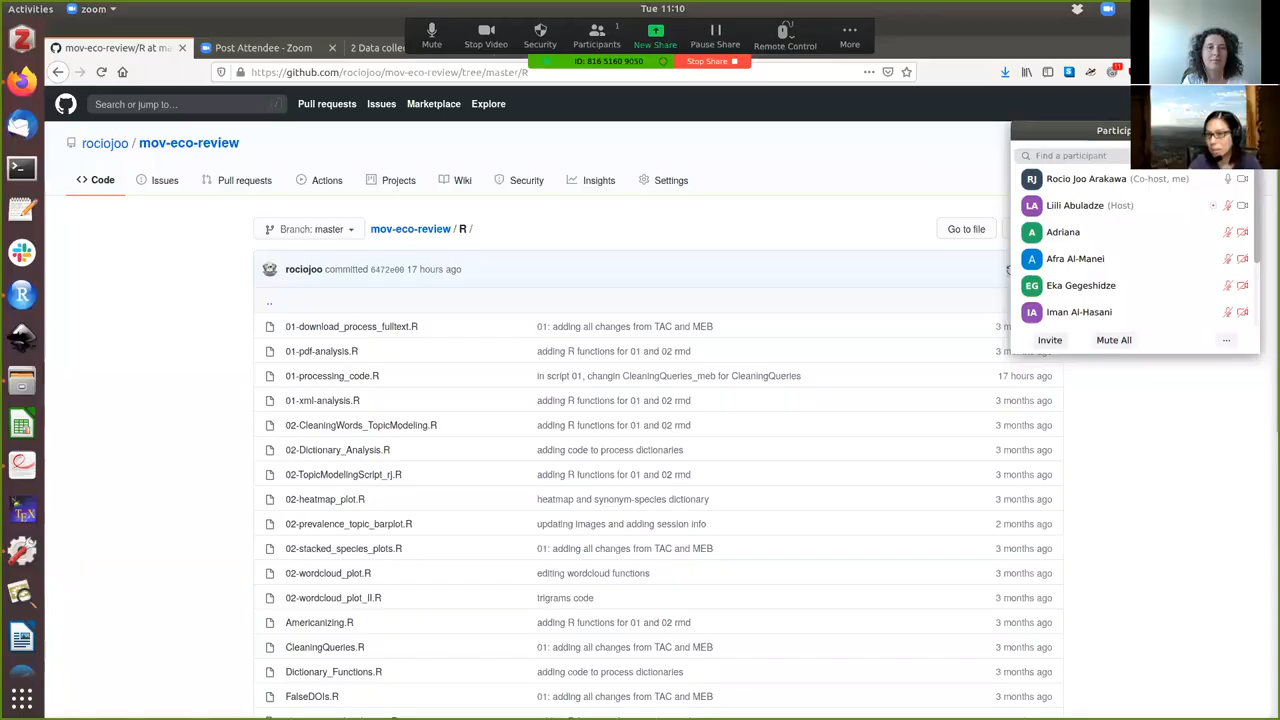 Activities
zoom
Tue 11:10
mov-eco-review/R at ma
Post Attendee - Zoom
2 Data collec
Mute
Stop Video
Security
Participants
1
New Share
Pause Share
Remote Control
More
ID: 816 5160 9050
Stop Share
https://github.com/rociojoo/mov-eco-review/tree/master/R
11
Search or jump to...
/
Pull requests
Issues
Marketplace
Explore
rociojoo / mov-eco-review
Code
Issues
Pull requests
Actions
Projects
Wiki
Security
Insights
Settings
Branch: master
mov-eco-review / R /
Go to file
rociojoo committed 6472e00 17 hours ago
..
01-download_process_fulltext.R 01: adding all changes from TAC and MEB 3 m
01-pdf-analysis.R adding R functions for 01 and 02 rmd 3 m
01-processing_code.R in script 01, changin CleaningQueries_meb for CleaningQueries 17 hours ago
01-xml-analysis.R adding R functions for 01 and 02 rmd 3 months ago
02-CleaningWords_TopicModeling.R adding R functions for 01 and 02 rmd 3 months ago
02-Dictionary_Analysis.R adding code to process dictionaries 3 months ago
02-TopicModelingScript_rj.R adding R functions for 01 and 02 rmd 3 months ago
02-heatmap_plot.R heatmap and synonym-species dictionary 3 months ago
02-prevalence_topic_barplot.R updating images and adding session info 2 months ago
02-stacked_species_plots.R 01: adding all changes from TAC and MEB 3 months ago
02-wordcloud_plot.R editing wordcloud functions 3 months ago
02-wordcloud_plot_II.R trigrams code 3 months ago
Americanizing.R adding R functions for 01 and 02 rmd 3 months ago
CleaningQueries.R 01: adding all changes from TAC and MEB 3 months ago
Dictionary_Functions.R adding code to process dictionaries 3 months ago
FalseDOIs.R 01: adding all changes from TAC and MEB 3 months ago
Particip
Find a participant
RJ Rocio Joo Arakawa (Co-host, me)
LA Liili Abuladze (Host)
A Adriana
A Afra Al-Manei
EG Eka Gegeshidze
IA Iman Al-Hasani
Invite
Mute All
...